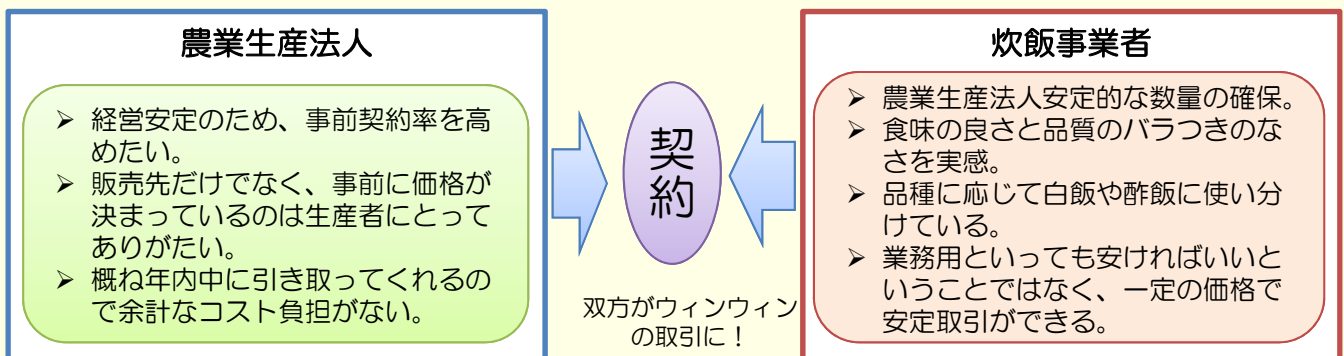 農業生産法人
➢ 経営安定のため、事前契約率を高
めたい。
➢ 販売先だけでなく、事前に価格が
決まっているのは生産者にとって
ありがたい。
➢ 概ね年内中に引き取ってくれるの
で余計なコスト負担がない。
契
約
双方がウィンウィン
の取引に！
炊飯事業者
➢ 農業生産法人安定的な数量の確保。
➢ 食味の良さと品質のバラつきのな
さを実感。
➢ 品種に応じて白飯や酢飯に使い分
けている。
➢ 業務用といっても安ければいいと
いうことではなく、一定の価格で
安定取引ができる。